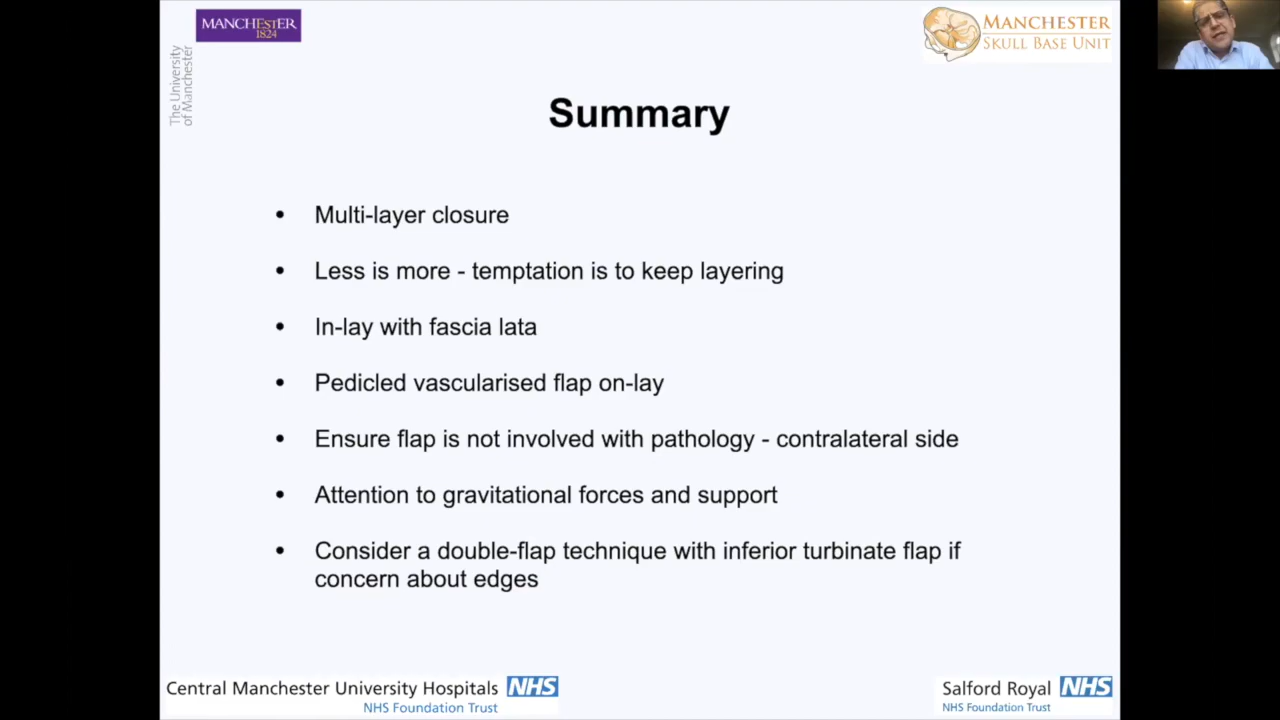 MANCHESTER
1824
The University
of Manchester
MANCHESTER
SKULL BASE UNIT
Summary
• Multi-layer closure
• Less is more - temptation is to keep layering
• In-lay with fascia lata
• Pedicled vascularised flap on-lay
• Ensure flap is not involved with pathology - contralateral side
• Attention to gravitational forces and support
• Consider a double-flap technique with inferior turbinate flap if
concern about edges
Central Manchester University Hospitals NHS
NHS Foundation Trust
Salford Royal NHS
NHS Foundation Trust